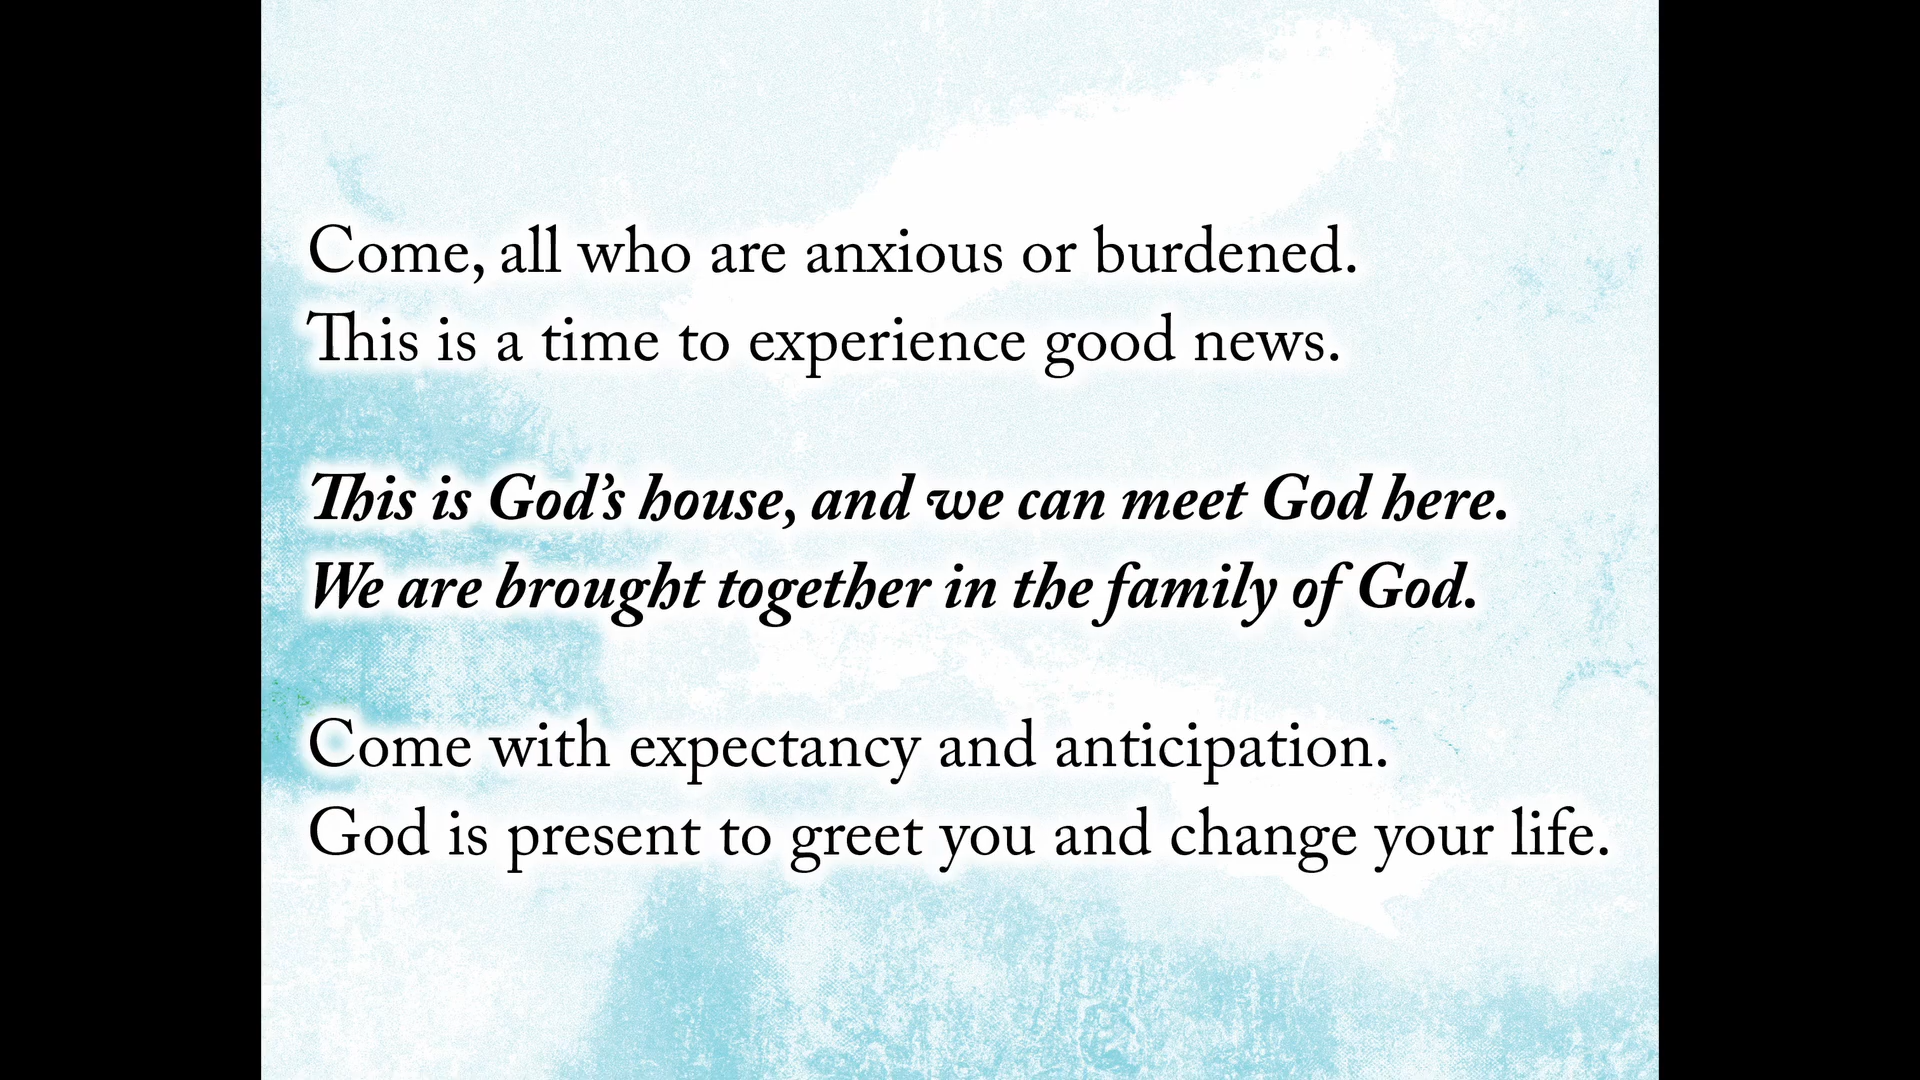 Come, all who are anxious or burdened.
This is a time to experience good news.
This is God’s house, and we can meet God here.
We are brought together in the family of God.
Come with expectancy and anticipation.
God is present to greet you and change your life.